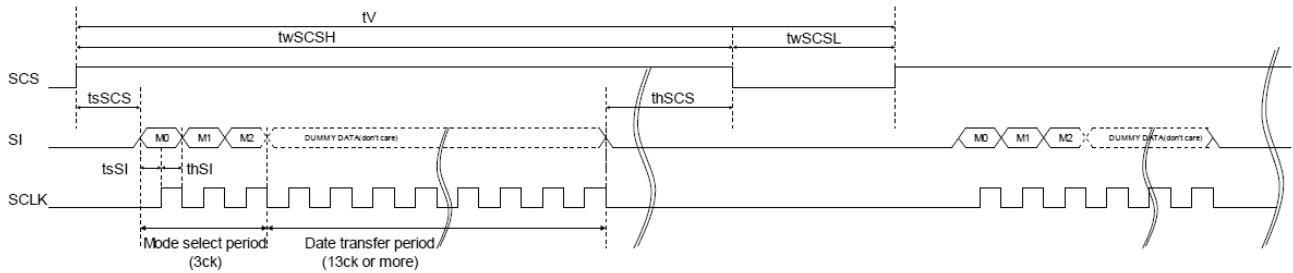 tV
twSCSH twSCSL
SCS
tsSCS thSCS
SI M0 M1 M2 DUMMY DATA(don't care) M0 M1 M2 DUMMY DATA(don't care)
tsSI thSI
SCLK
Mode select period Date transfer period
(3ck) (13ck or more)